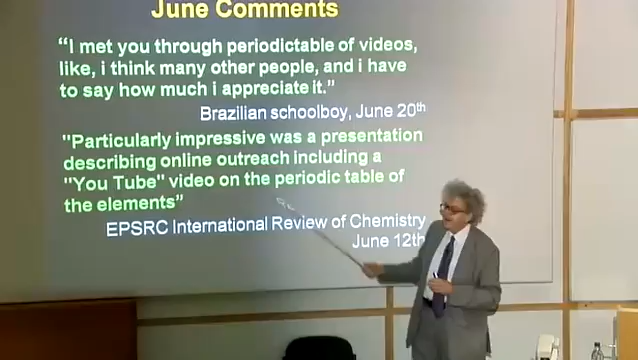 June Comments
“I met you through periodictable of videos,
like, i think many other people, and i have
to say how much i appreciate it.”
Brazilian schoolboy, June 20th
"Particularly impressive was a presentation
describing online outreach including a
"You Tube” video on the periodic table of
the elements”
EPSRC International Review of Chemistry
June 12th